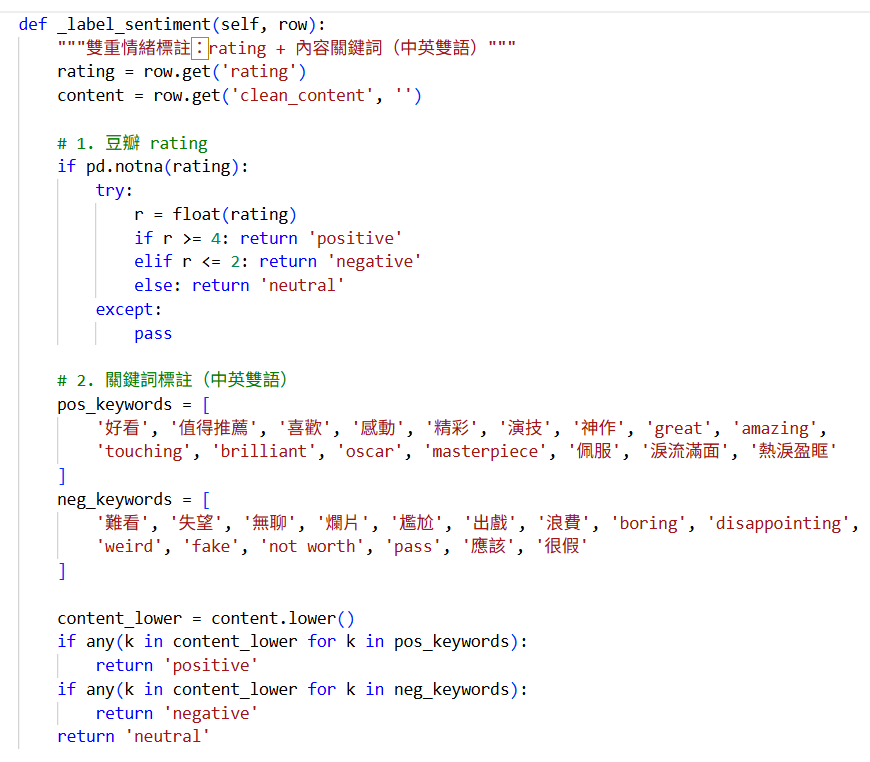 def _label_sentiment(self, row):
    """雙重情緒標註：rating + 內容關鍵詞（中英雙語）"""
    rating = row.get('rating')
    content = row.get('clean_content', '')

    # 1. 豆瓣 rating
    if pd.notna(rating):
        try:
            r = float(rating)
            if r >= 4: return 'positive'
            elif r <= 2: return 'negative'
            else: return 'neutral'
        except:
            pass

    # 2. 關鍵詞標註（中英雙語）
    pos_keywords = [
        '好看', '值得推薦', '喜歡', '感動', '精彩', '演技', '神作', 'great', 'amazing',
        'touching', 'brilliant', 'oscar', 'masterpiece', '佩服', '淚流滿面', '熱淚盈眶'
    ]
    neg_keywords = [
        '難看', '失望', '無聊', '爛片', '尷尬', '出戲', '浪費', 'boring', 'disappointing',
        'weird', 'fake', 'not worth', 'pass', '應該', '很假'
    ]

    content_lower = content.lower()
    if any(k in content_lower for k in pos_keywords):
        return 'positive'
    if any(k in content_lower for k in neg_keywords):
        return 'negative'
    return 'neutral'